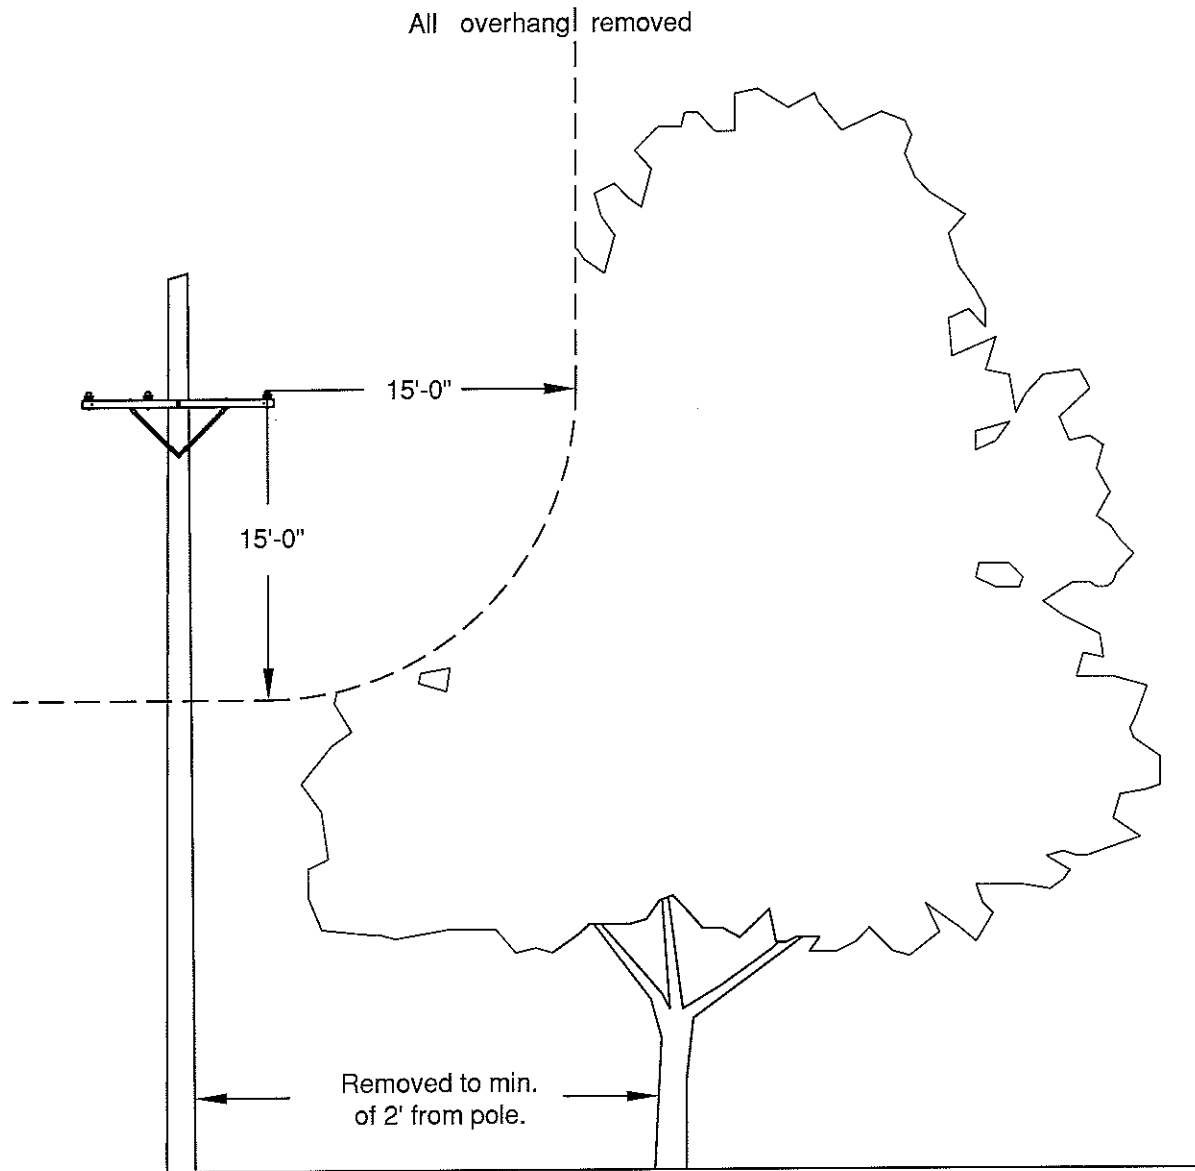 All overhang removed
15'-0"
15'-0"
Removed to min.
of 2' from pole.